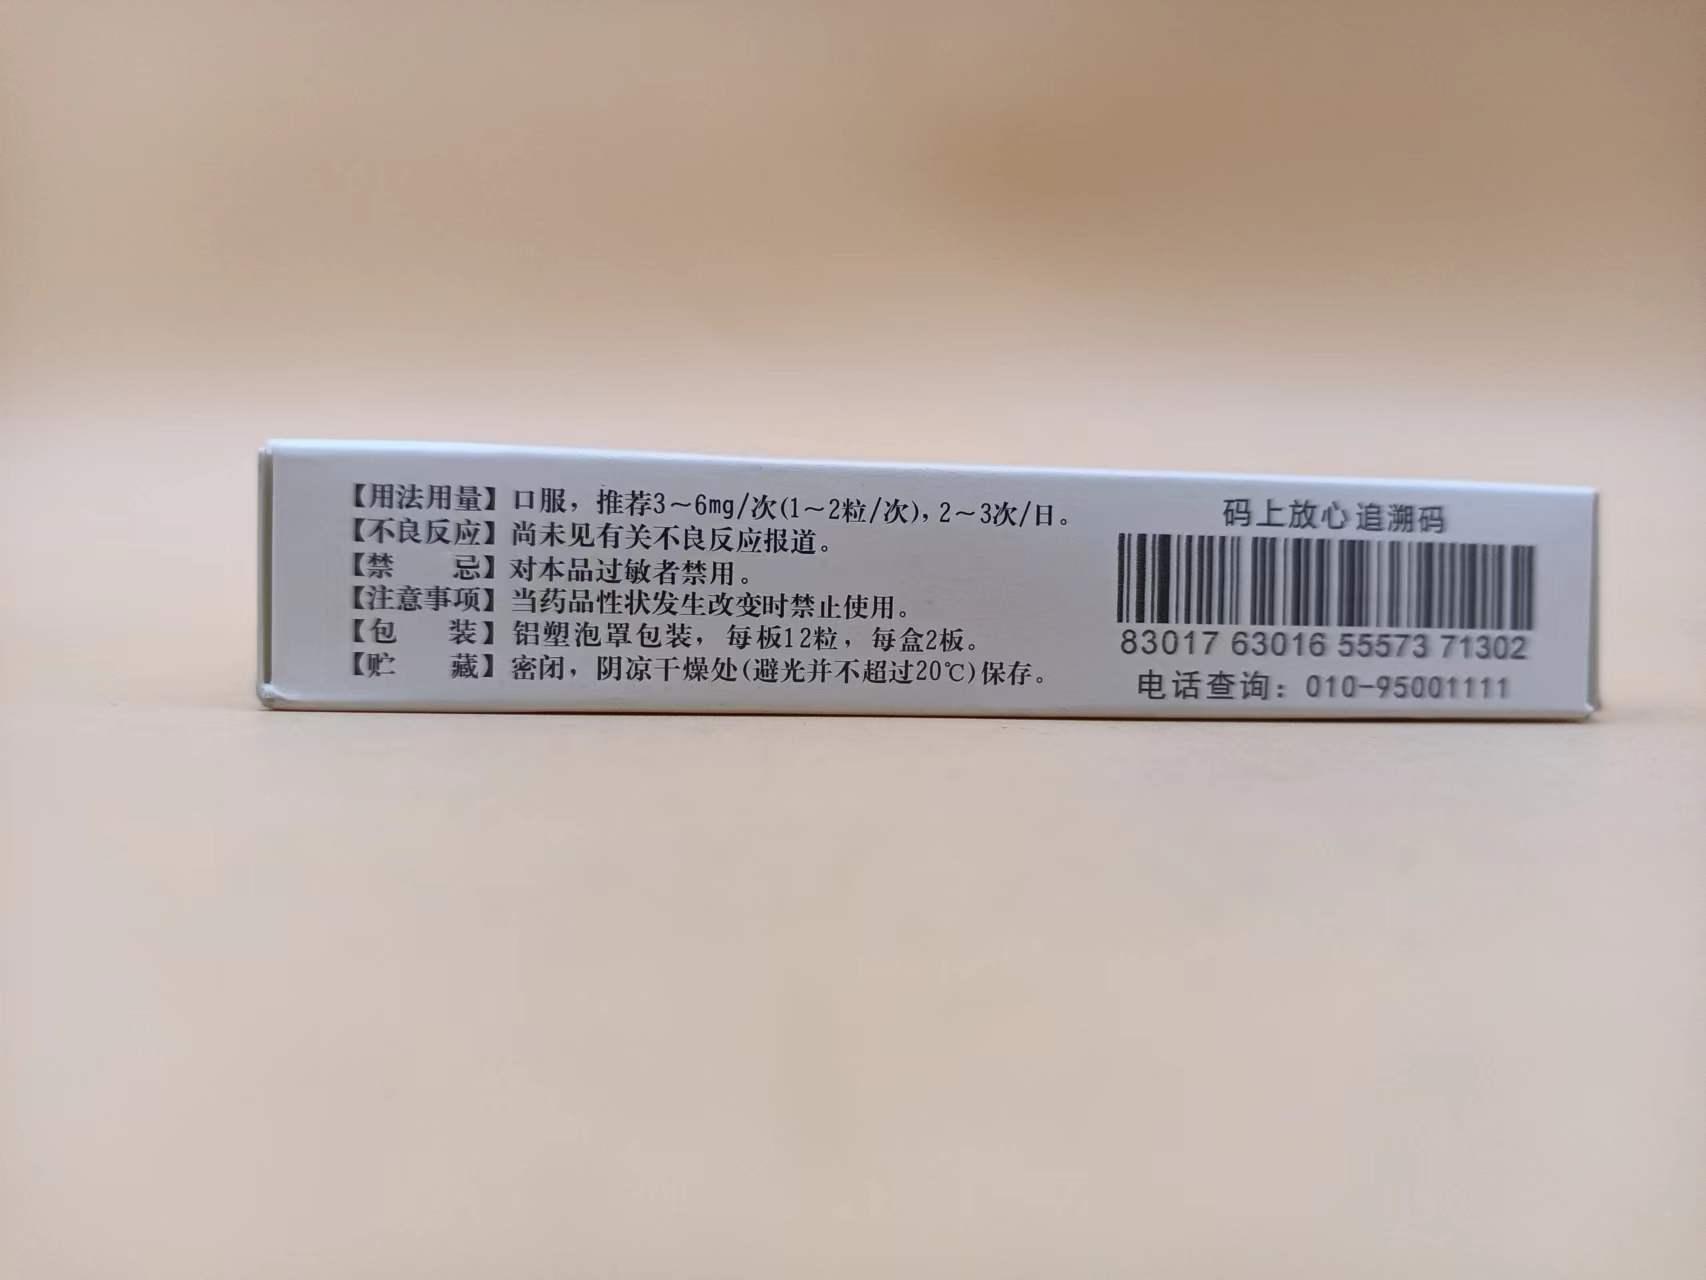 【用法用量】口服，推荐3～6mg/次(1～2粒/次)，2～3次/日。
【不良反应】尚未见有关不良反应报道。
【禁　　忌】对本品过敏者禁用。
【注意事项】当药品性状发生改变时禁止使用。
【包　　装】铝塑泡罩包装，每板12粒，每盒2板。
【贮　　藏】密闭，阴凉干燥处(避光并不超过20℃)保存。
码上放心追溯码
83017 63016 55573 71302
电话查询：010-95001111